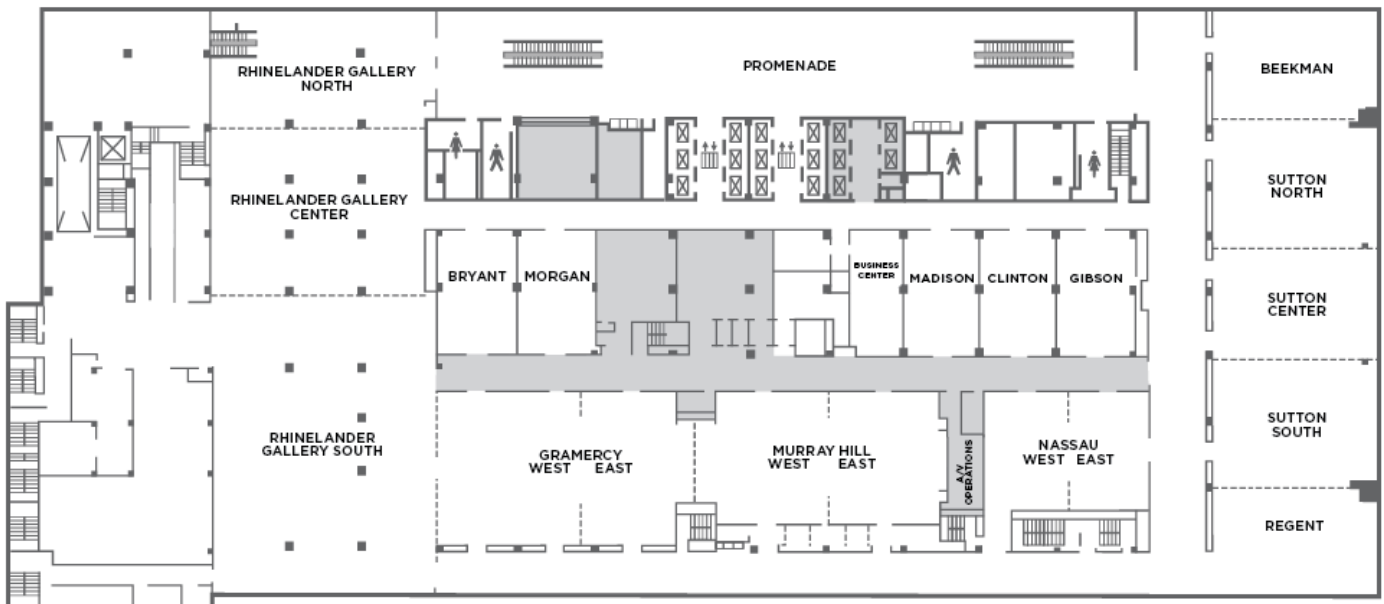 RHINELANDER GALLERY
NORTH
PROMENADE
BEEKMAN
RHINELANDER GALLERY
CENTER
SUTTON
NORTH
BRYANT
MORGAN
BUSINESS
CENTER
MADISON
CLINTON
GIBSON
SUTTON
CENTER
RHINELANDER
GALLERY SOUTH
GRAMERCY
WEST EAST
MURRAY HILL
WEST EAST
A/V
OPERATIONS
NASSAU
WEST EAST
SUTTON
SOUTH
REGENT